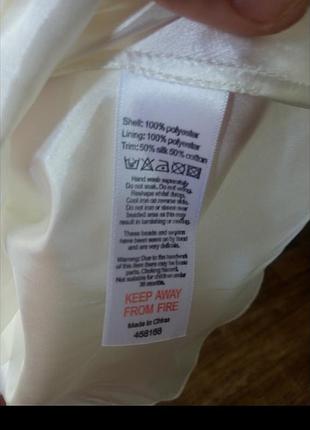 Shell: 100% polyester
Lining: 100% polyester
Trim: 50% silk 50% cotton
Hand wash separately
Do not soak. Do not wring.
Reshape whilst damp.
Cool iron on reverse side.
Do not iron or sleeve near
beaded area as this may
result in tarnishing or melting.
These beads and sequins
have been sewn on by hand
and are very delicate.
Warning: Due to the handwork
of this item there may be loose
parts. Choking hazard.
Not suitable for children under
36 months.
KEEP AWAY
FROM FIRE
Made in China
458168